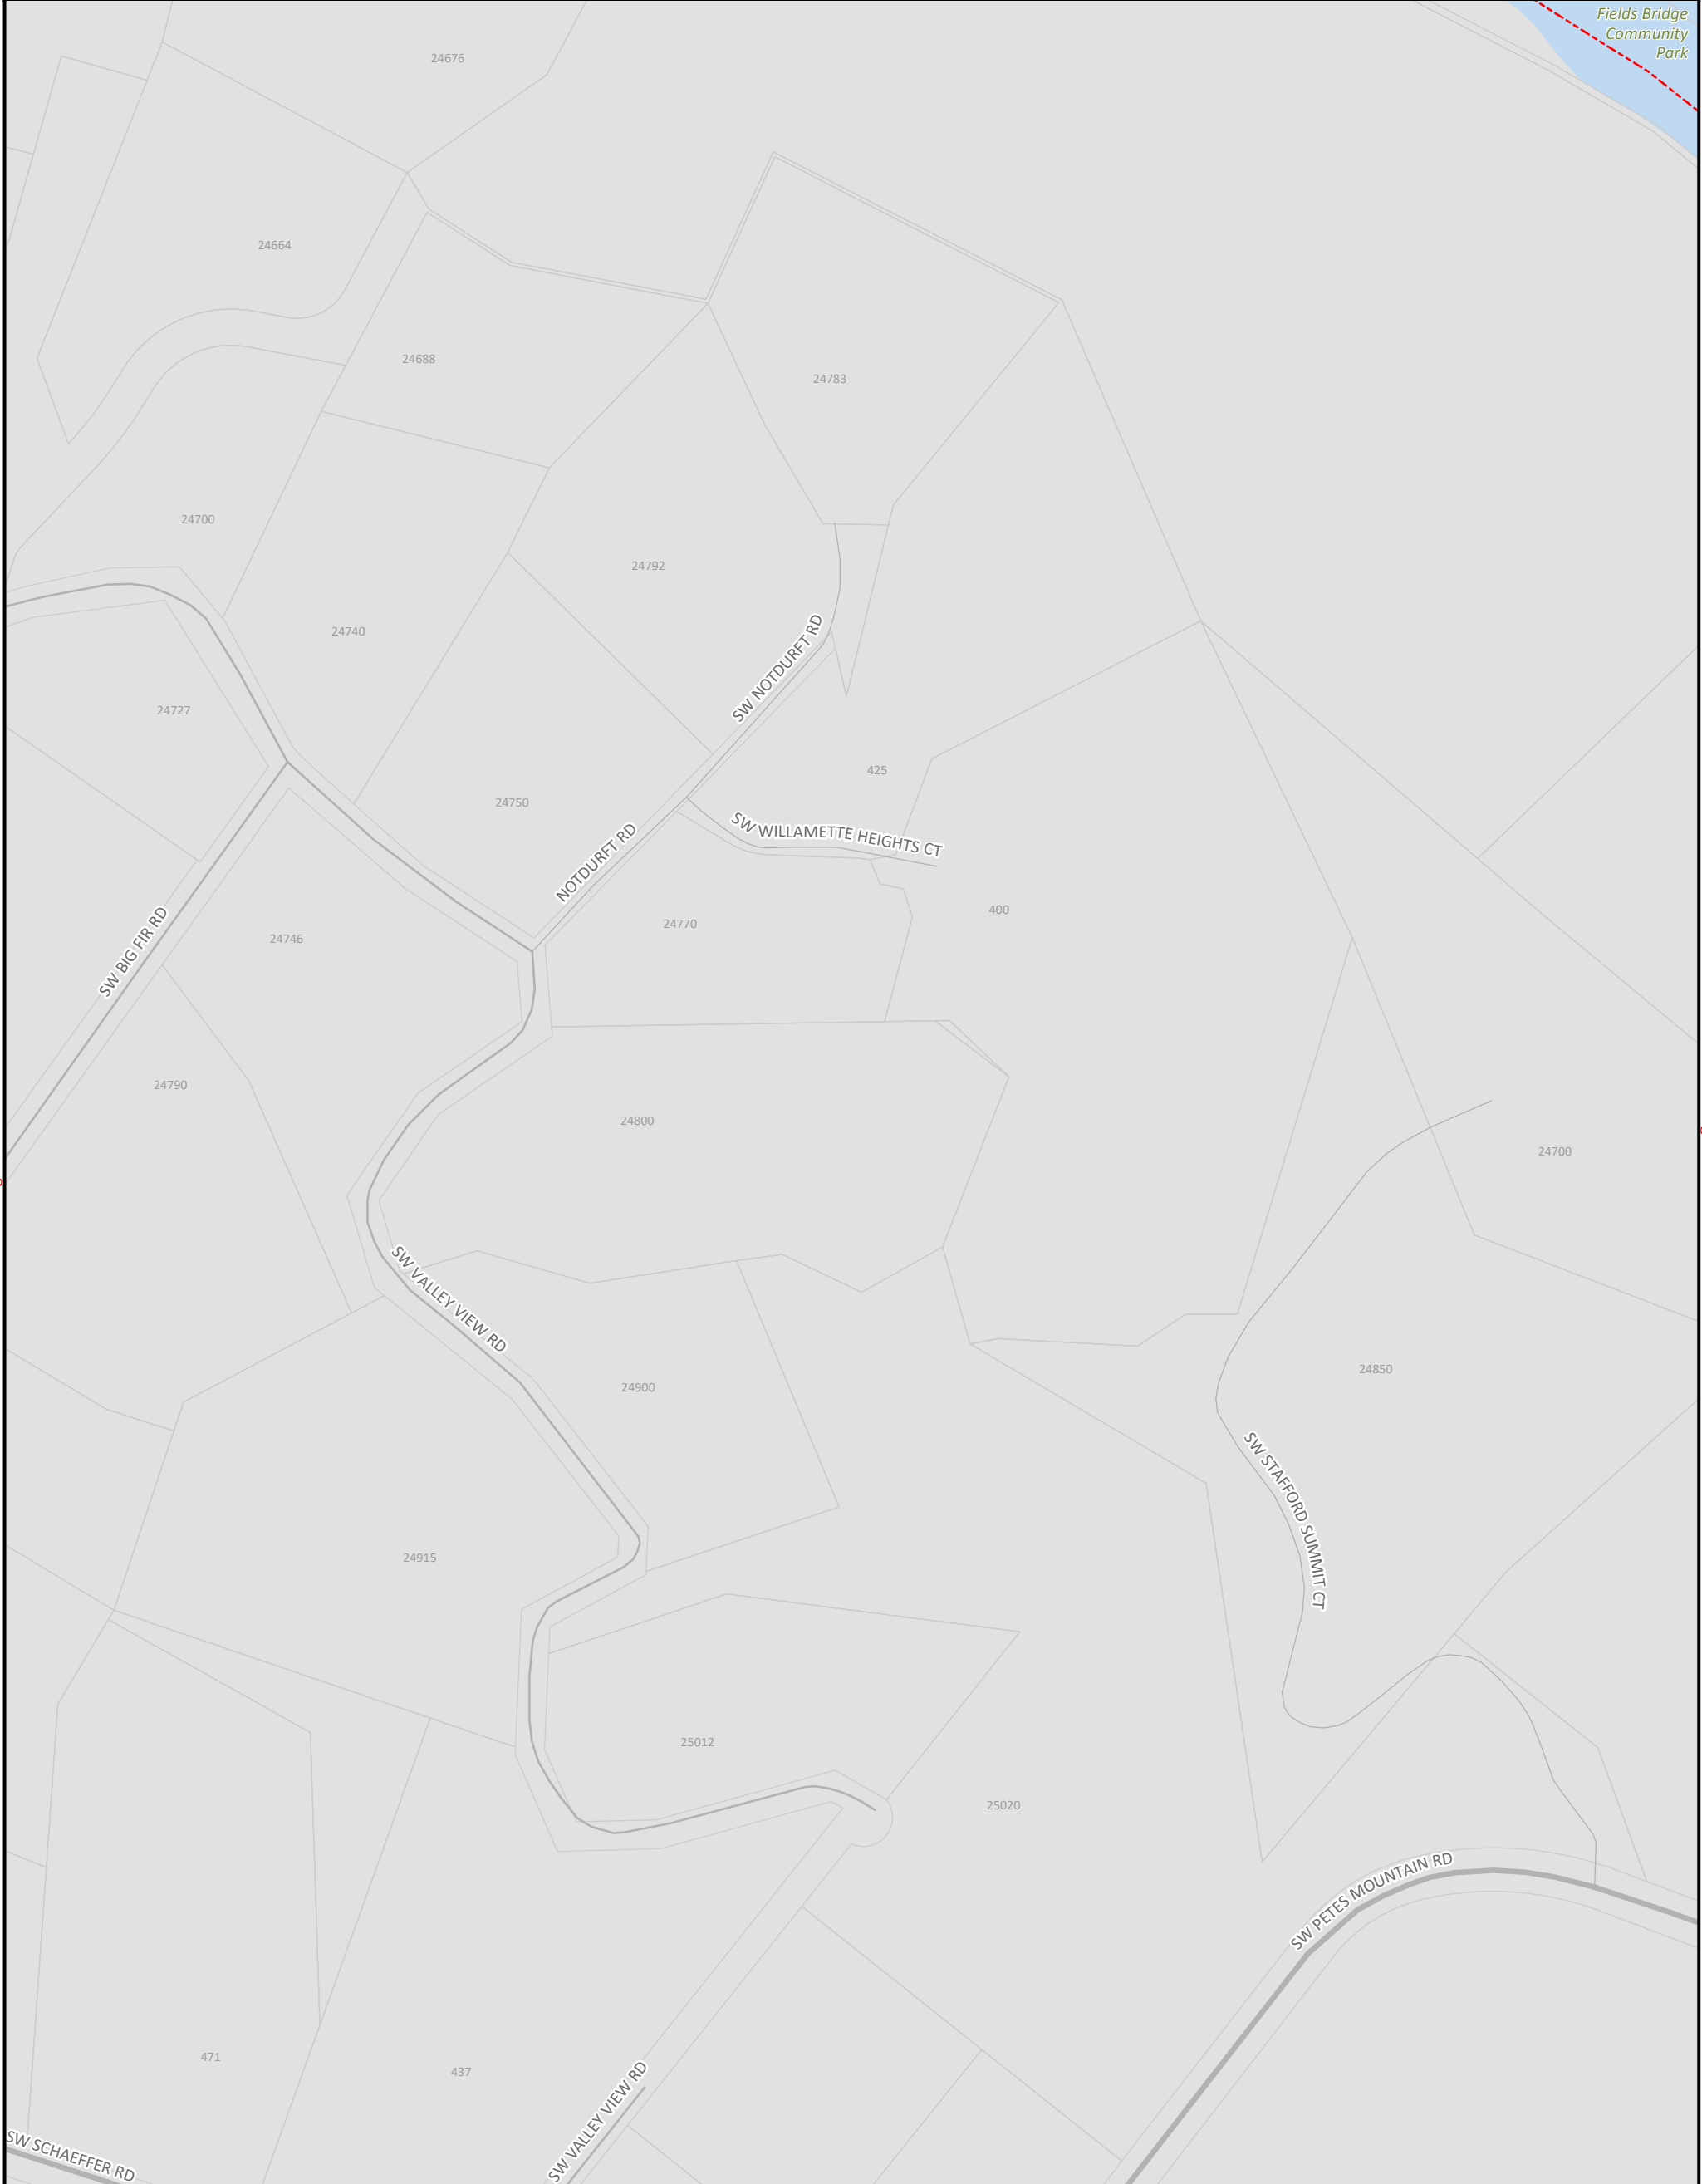 Fields Bridge
Community
Park
24676
24664
24688
24783
24700
24792
SW NOTDURFT RD
24740
24727
425
24750
SW WILLAMETTE HEIGHTS CT
NOTDURFT RD
400
24770
SW BIG FIR RD
24746
24790
24800
24700
SW VALLEY VIEW RD
24850
24900
SW STAFFORD SUMMIT CT
24915
25012
25020
SW PETES MOUNTAIN RD
471
437
SW VALLEY VIEW RD
SW SCHAEFFER RD